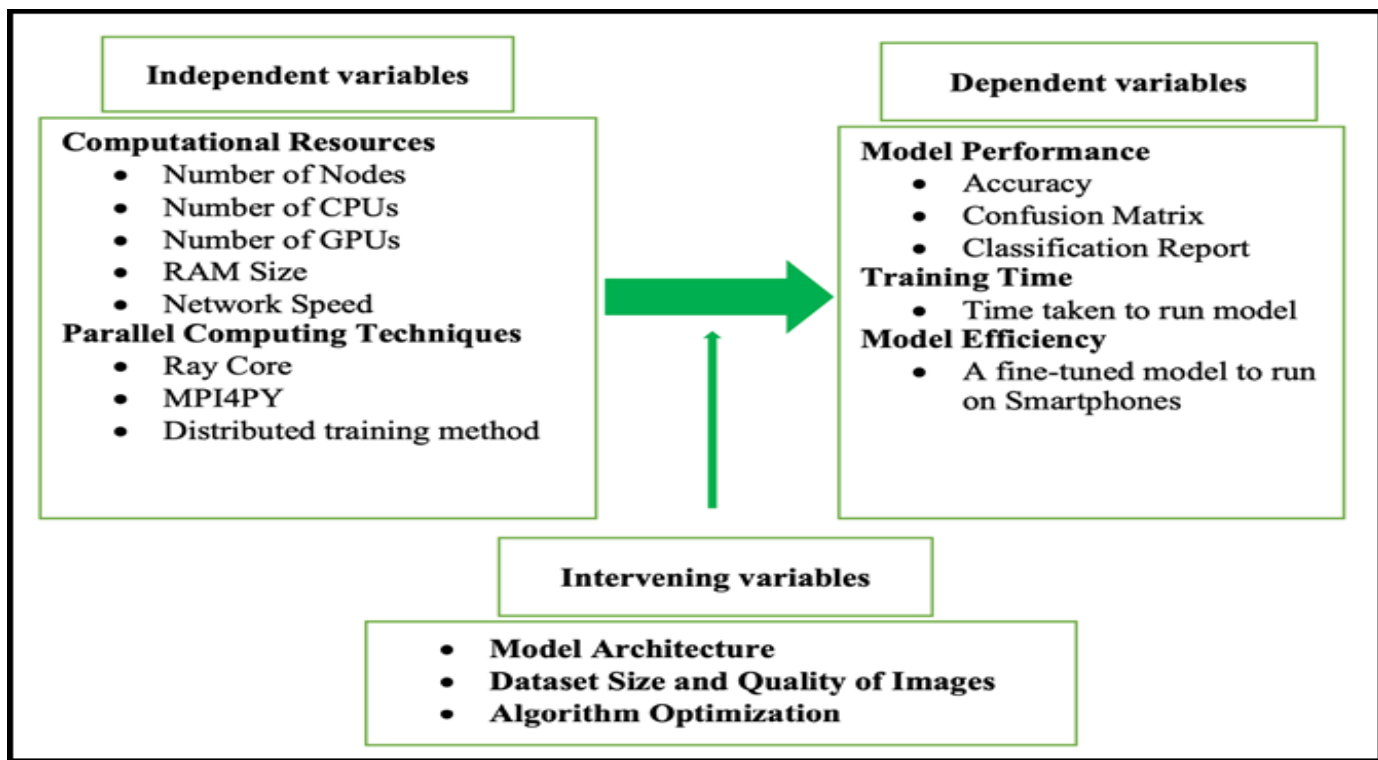 Independent variables
Computational Resources
• Number of Nodes
• Number of CPUs
• Number of GPUs
• RAM Size
• Network Speed
Parallel Computing Techniques
• Ray Core
• MPI4PY
• Distributed training method
Dependent variables
Model Performance
• Accuracy
• Confusion Matrix
• Classification Report
Training Time
• Time taken to run model
Model Efficiency
• A fine-tuned model to run
on Smartphones
Intervening variables
• Model Architecture
• Dataset Size and Quality of Images
• Algorithm Optimization